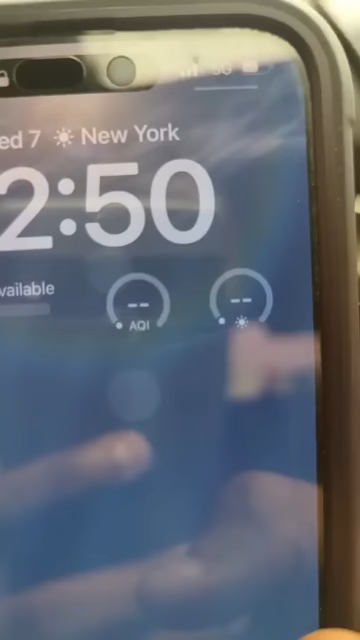 ed 7 ☀ New York
2:50
vailable
-- --
AQI